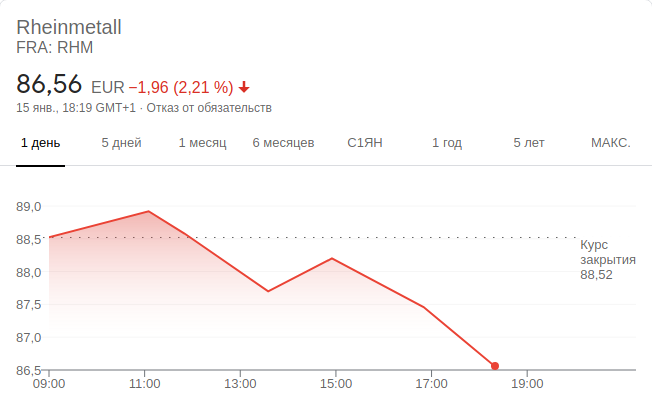 Rheinmetall
FRA: RHM
86,56 EUR −1,96 (2,21 %)
15 янв., 18:19 GMT+1 · Отказ от обязательств
1 день 5 дней 1 месяц 6 месяцев С1ЯН 1 год 5 лет МАКС.
89,0
88,5
Курс
закрытия
88,52
88,0
87,5
87,0
86,5
09:00 11:00 13:00 15:00 17:00 19:00